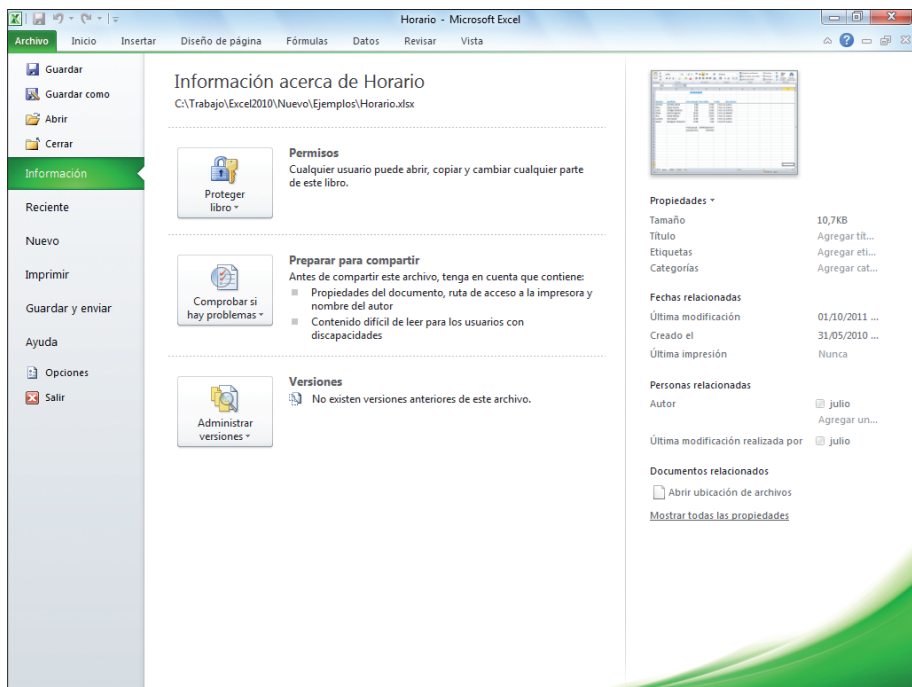 Horario - Microsoft Excel
Archivo Inicio Insertar Diseño de página Fórmulas Datos Revisar Vista
Guardar
Guardar como
Abrir
Cerrar
Información
Reciente
Nuevo
Imprimir
Guardar y enviar
Ayuda
Opciones
Salir
Información acerca de Horario
C:\Trabajo\Excel2010\Nuevo\Ejemplos\Horario.xlsx
Proteger
libro
Permisos
Cualquier usuario puede abrir, copiar y cambiar cualquier parte
de este libro.
Comprobar si
hay problemas
Preparar para compartir
Antes de compartir este archivo, tenga en cuenta que contiene:
Propiedades del documento, ruta de acceso a la impresora y
nombre del autor
Contenido difícil de leer para los usuarios con
discapacidades
Administrar
versiones
Versiones
No existen versiones anteriores de este archivo.
Propiedades
Tamaño 10,7KB
Título Agregar tít...
Etiquetas Agregar eti...
Categorías Agregar cat...
Fechas relacionadas
Última modificación 01/10/2011 ...
Creado el 31/05/2010 ...
Última impresión Nunca
Personas relacionadas
Autor julio
Agregar un...
Última modificación realizada por julio
Documentos relacionados
Abrir ubicación de archivos
Mostrar todas las propiedades